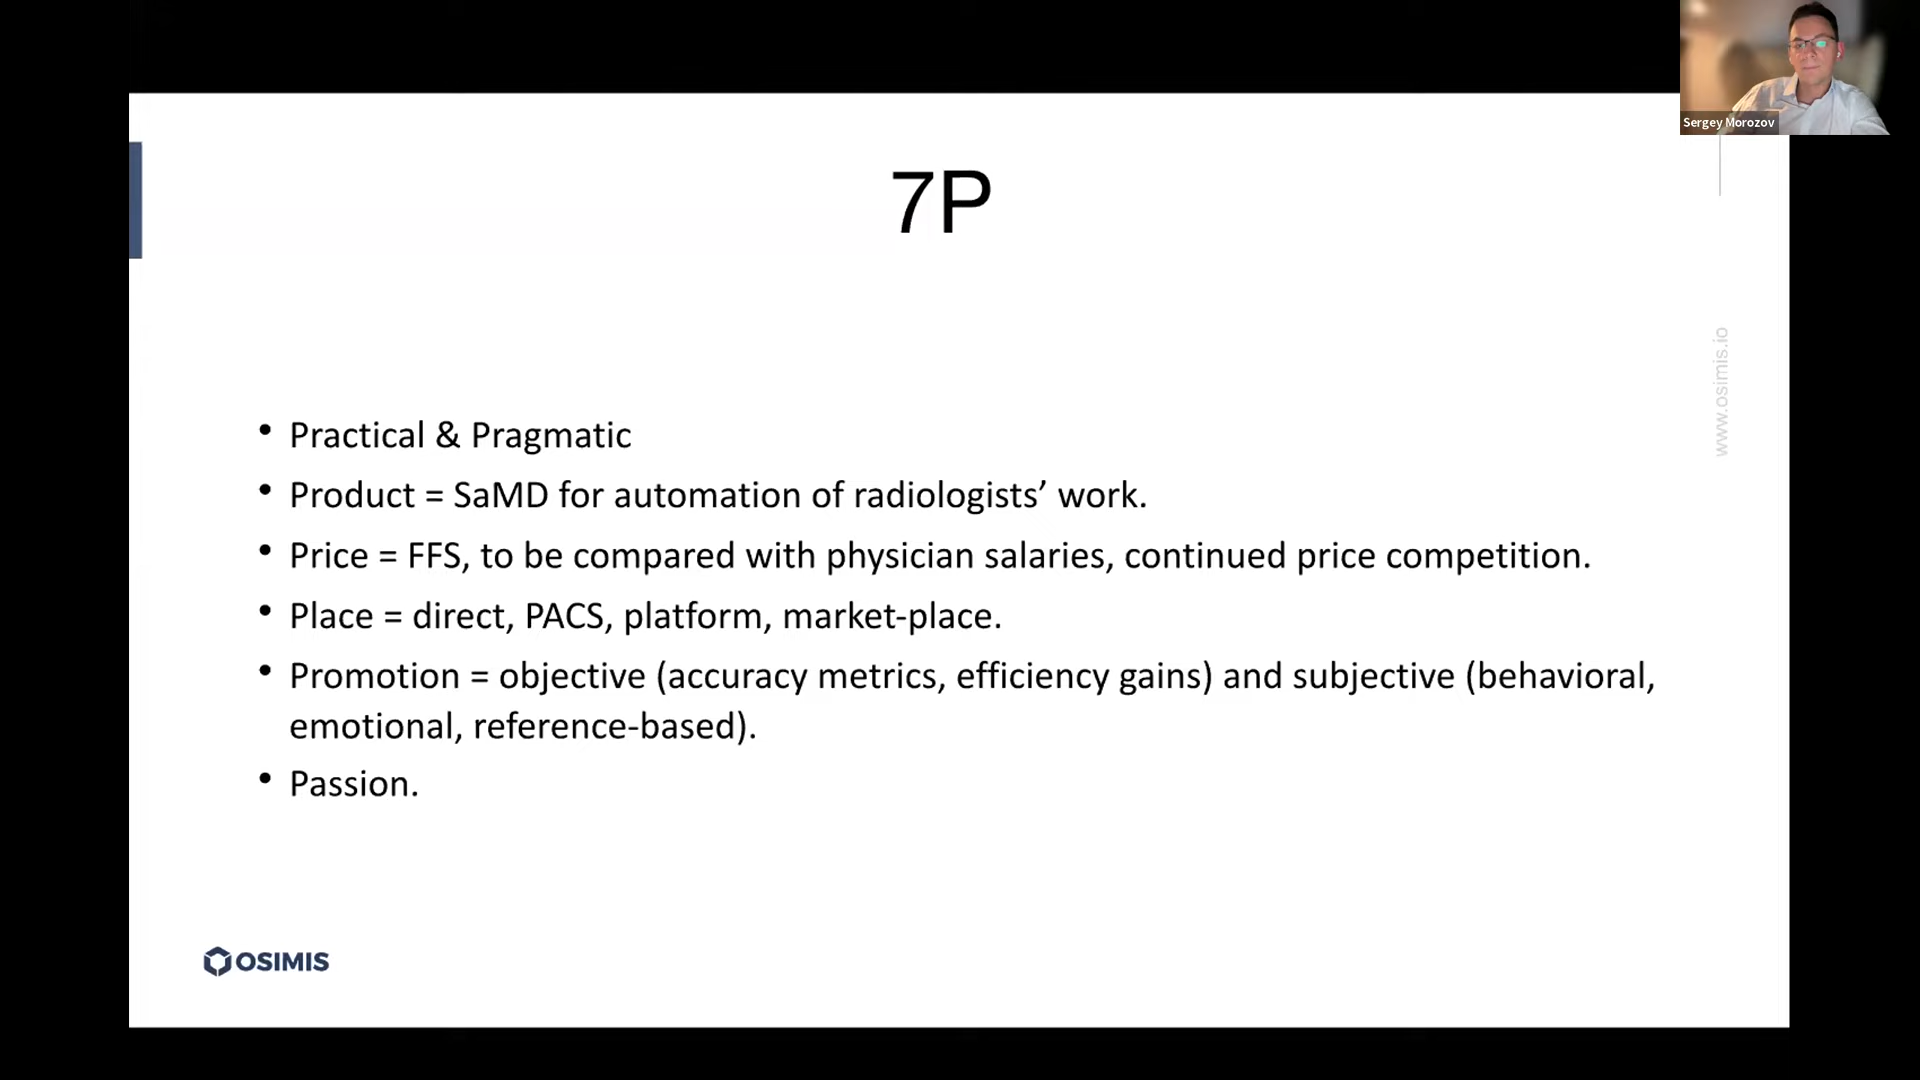 Sergey Morozov
7P
www.osimis.io
• Practical & Pragmatic
• Product = SaMD for automation of radiologists’ work.
• Price = FFS, to be compared with physician salaries, continued price competition.
• Place = direct, PACS, platform, market-place.
• Promotion = objective (accuracy metrics, efficiency gains) and subjective (behavioral,
emotional, reference-based).
• Passion.
OSIMIS